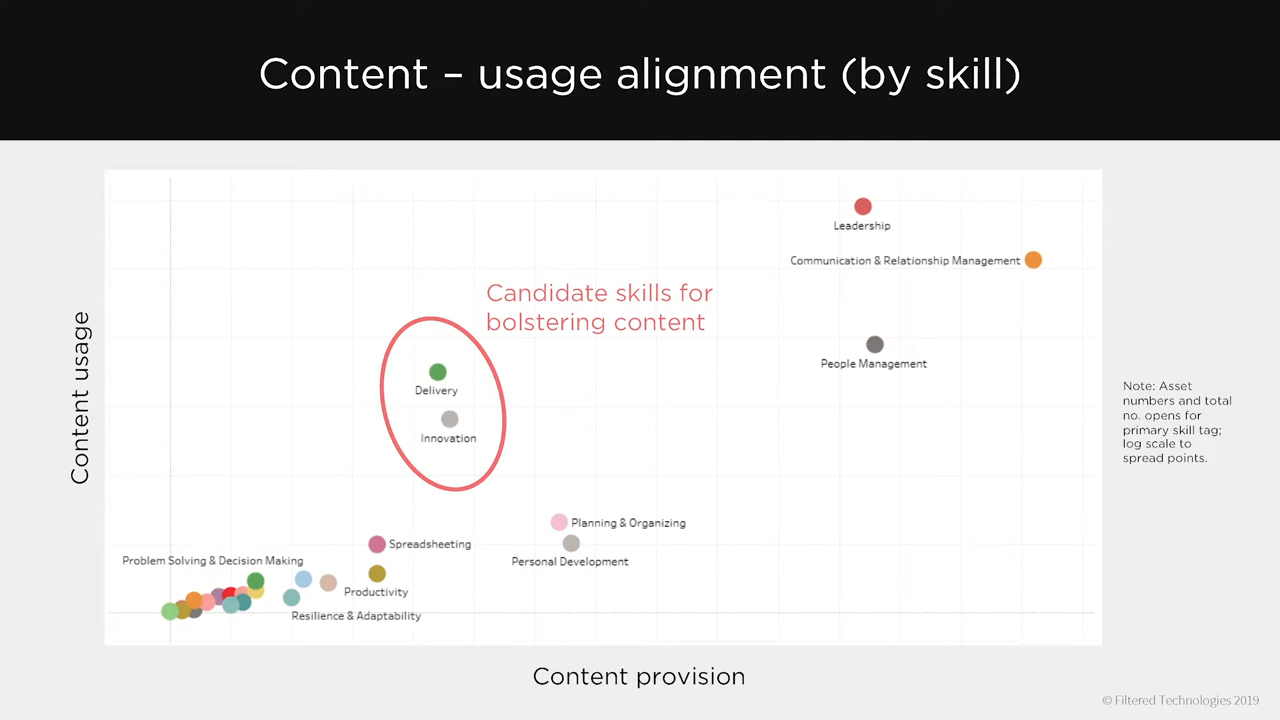 Content – usage alignment (by skill)
Leadership
Communication & Relationship Management
Candidate skills for
bolstering content
People Management
Delivery
Innovation
Content usage
Note: Asset
numbers and total
no. opens for
primary skill tag;
log scale to
spread points.
Planning & Organizing
Spreadsheeting
Personal Development
Problem Solving & Decision Making
Productivity
Resilience & Adaptability
Content provision
© Filtered Technologies 2019